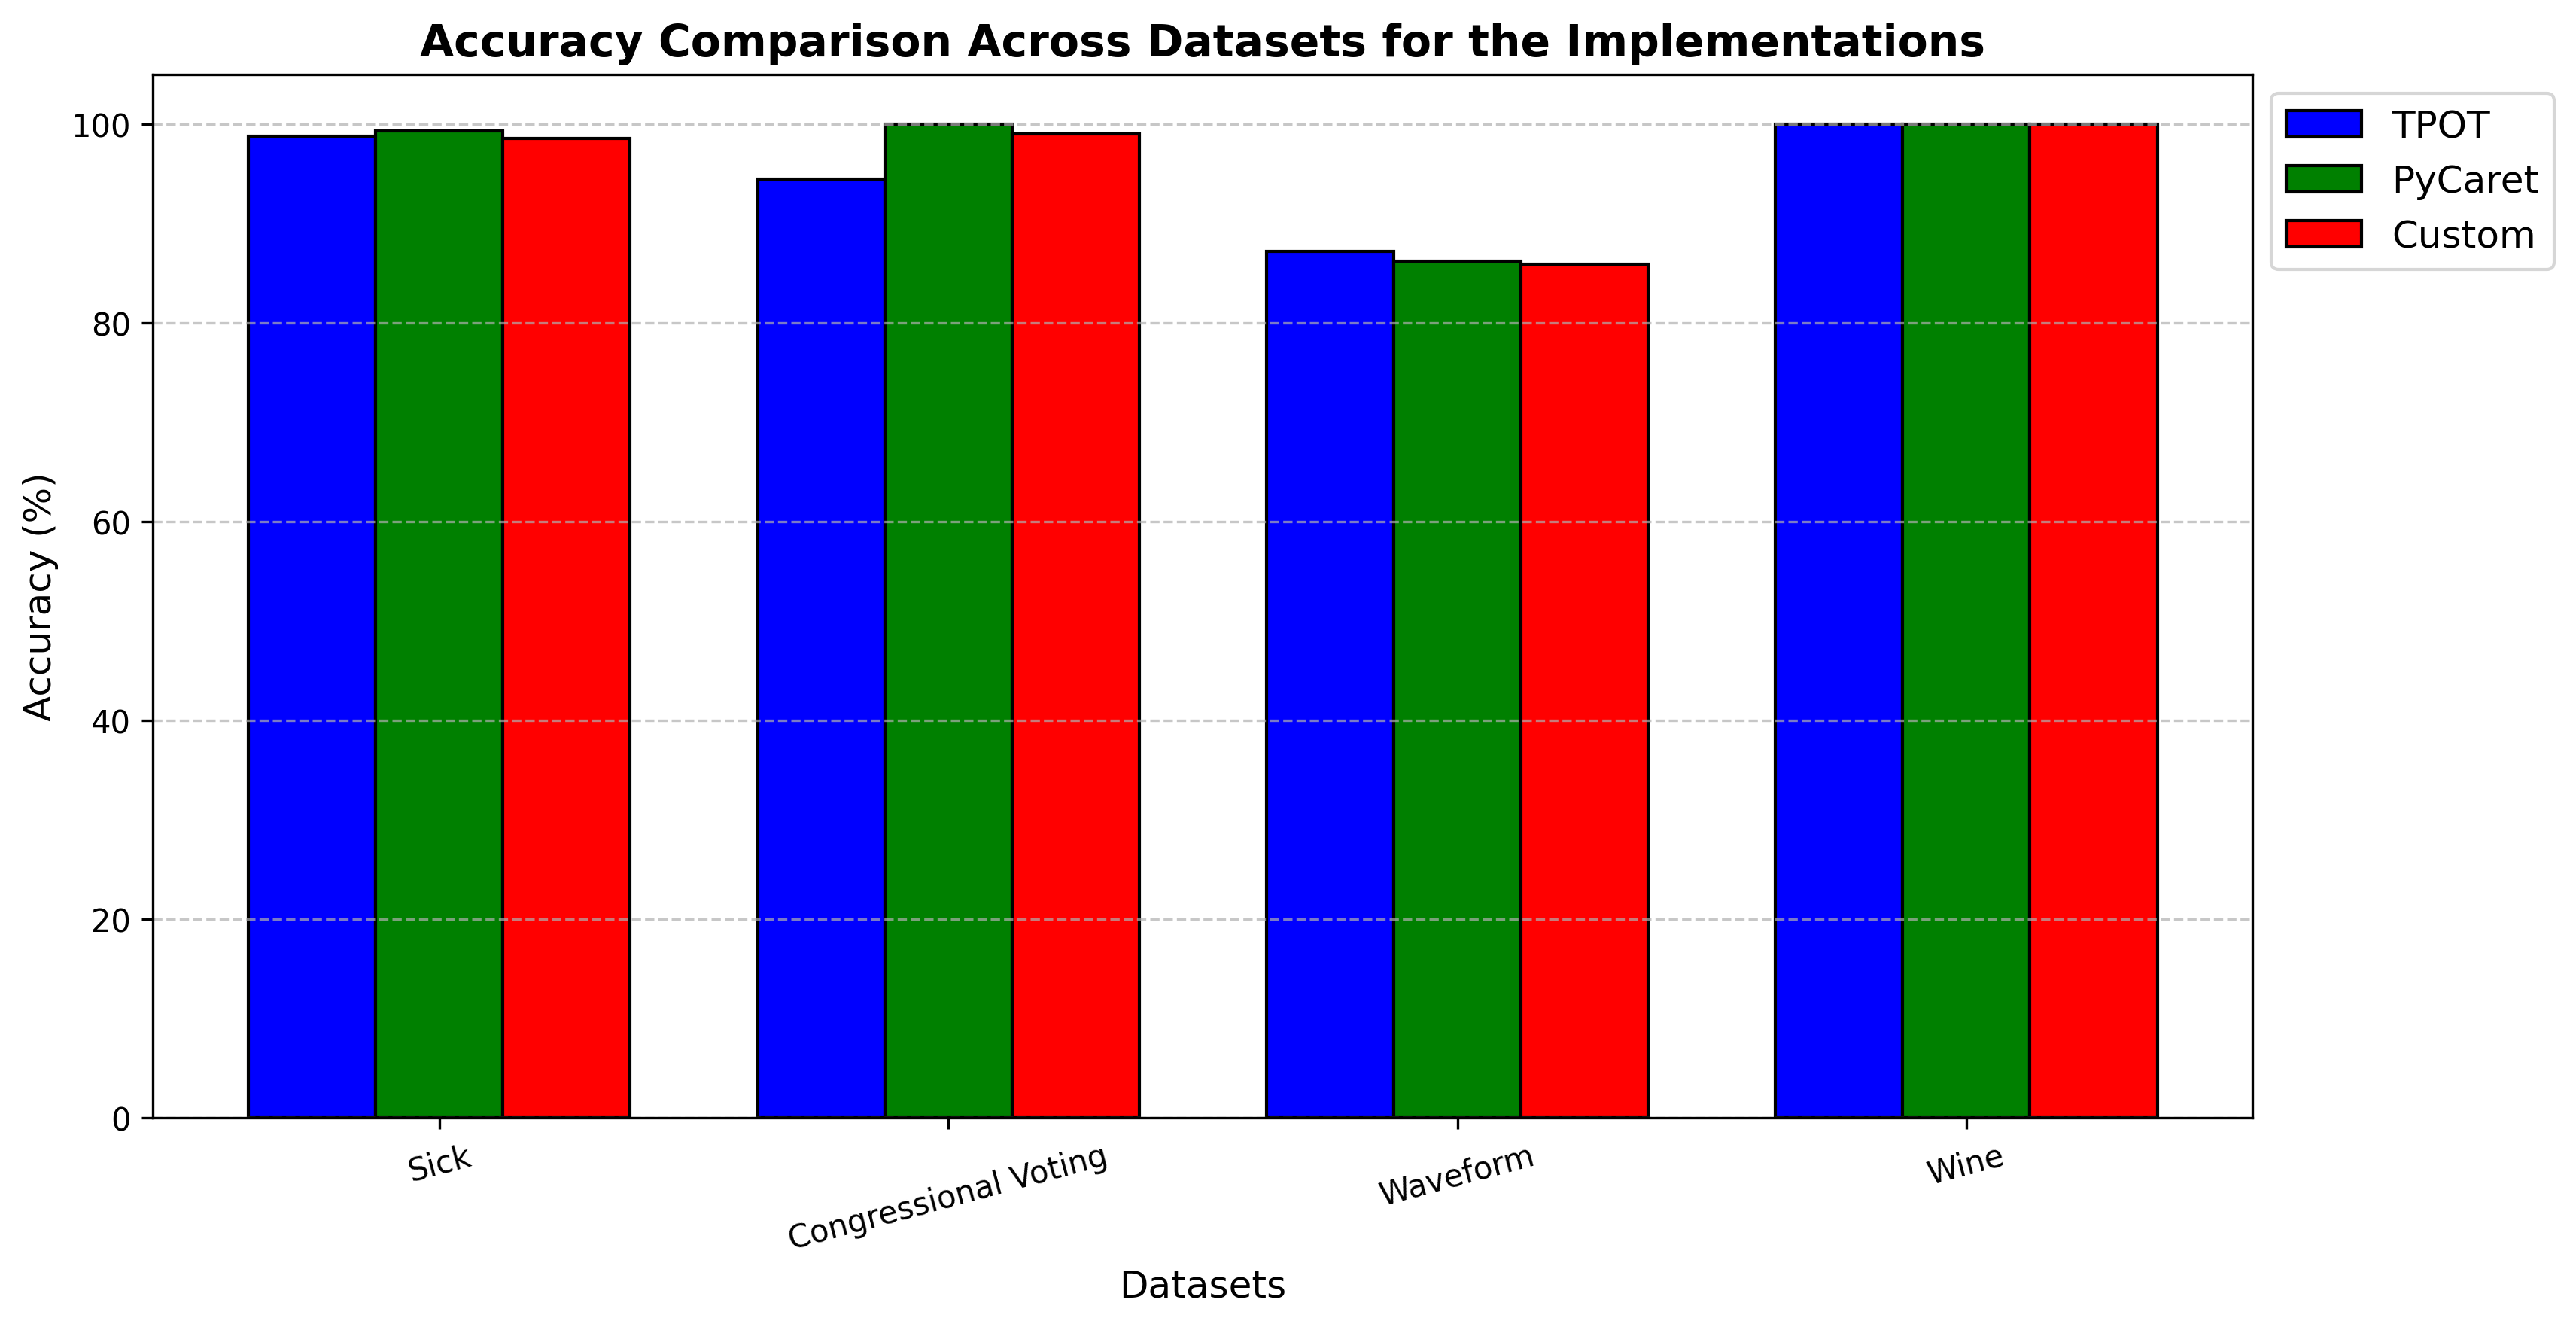 Accuracy Comparison Across Datasets for the Implementations
Accuracy (%)
100
80
60
40
20
0
Sick
Congressional Voting
Waveform
Wine
Datasets
TPOT
PyCaret
Custom